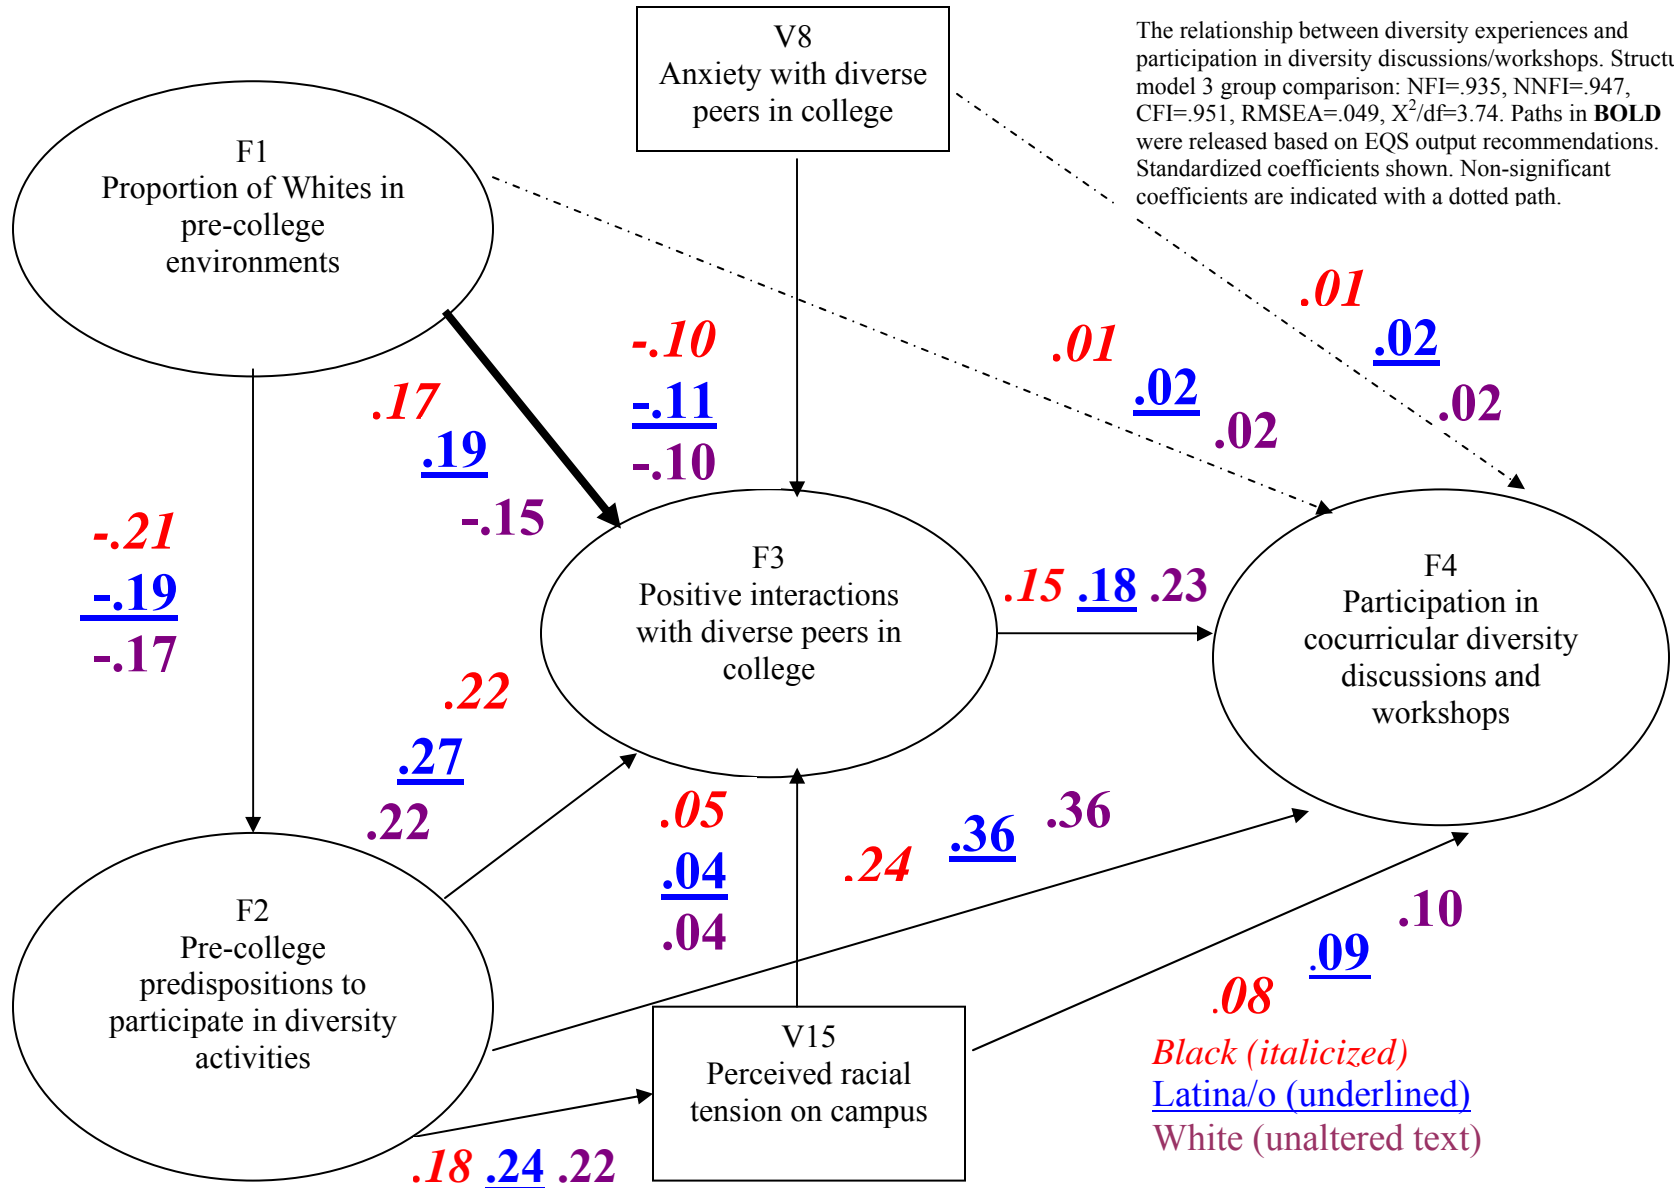 V8
Anxiety with diverse
peers in college
The relationship between diversity experiences and
participation in diversity discussions/workshops. Structu
model 3 group comparison: NFI=.935, NNFI=.947,
CFI=.951, RMSEA=.049, X²/df=3.74. Paths in BOLD
were released based on EQS output recommendations.
Standardized coefficients shown. Non-significant
coefficients are indicated with a dotted path.
F1
Proportion of Whites in
pre-college
environments
-.10
-.11
-.10
.17
.19
-.15
.01
.02
.02
.01
.02
.02
-.21
-.19
-.17
F3
Positive interactions
with diverse peers in
college
.15 .18 .23
F4
Participation in
cocurricular diversity
discussions and
workshops
.22
.27
.22
.05
.04
.04
.24 .36 .36
F2
Pre-college
predispositions to
participate in diversity
activities
V15
Perceived racial
tension on campus
.08 .09 .10
.18 .24 .22
Black (italicized)
Latina/o (underlined)
White (unaltered text)